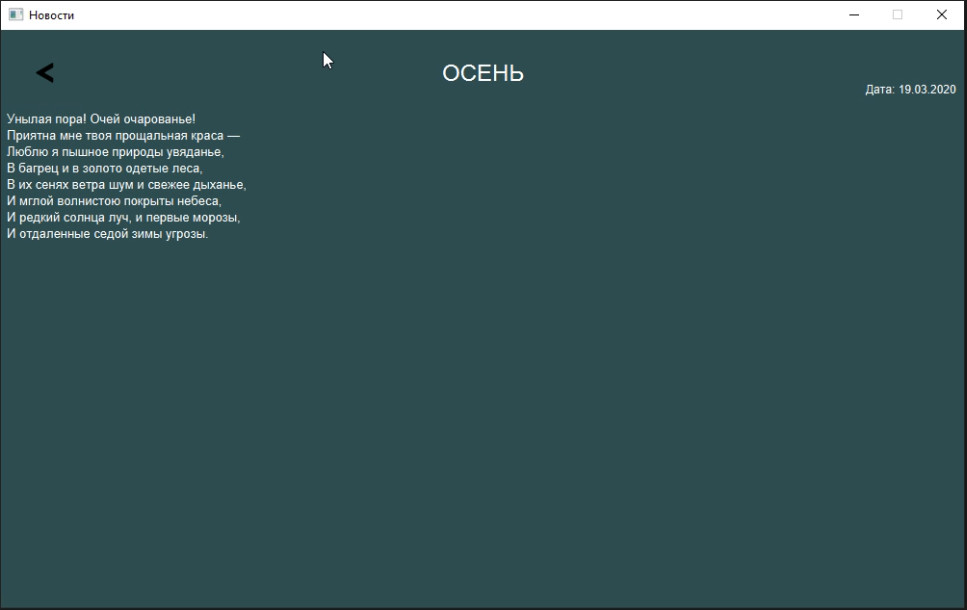 Новости
<
ОСЕНЬ
Дата: 19.03.2020
Унылая пора! Очей очарованье!
Приятна мне твоя прощальная краса —
Люблю я пышное природы увяданье,
В багрец и в золото одетые леса,
В их сенях ветра шум и свежее дыханье,
И мглой волнистою покрыты небеса,
И редкий солнца луч, и первые морозы,
И отдаленные седой зимы угрозы.